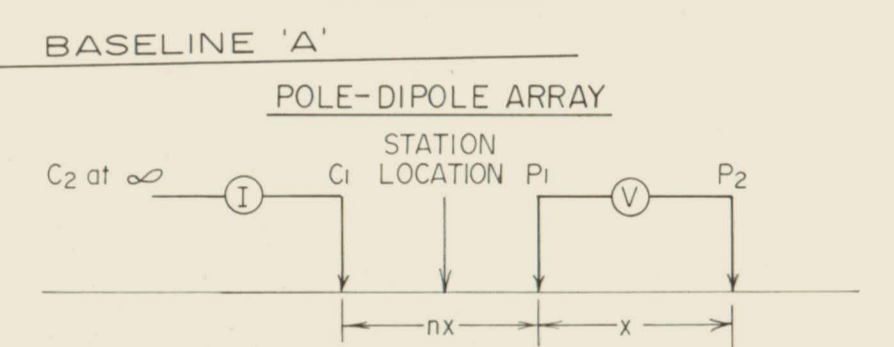 BASELINE 'A'
POLE-DIPOLE ARRAY
STATION
C2 at ∞ C1 LOCATION P1 P2
I V
nx x